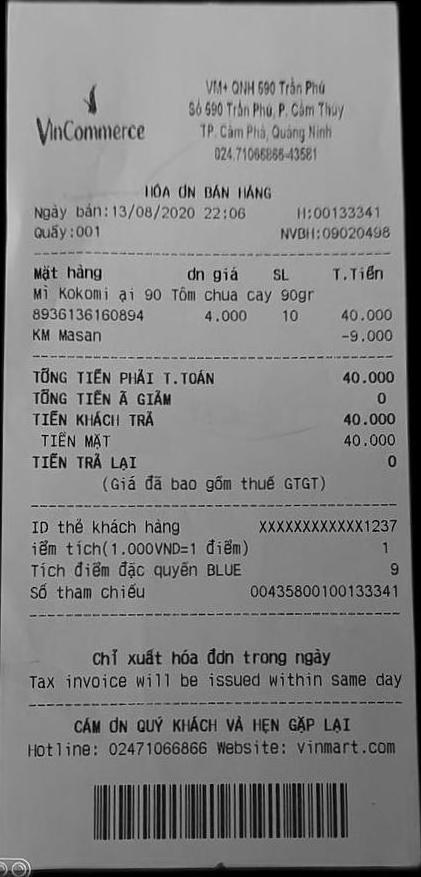 VinCommerce
VM+ QNH 590 Trần Phú
Số 590 Trần Phú, P. Cẩm Thủy
TP. Cẩm Phả, Quảng Ninh
024.71066866-43581
HÓA ƠN BÁN HÀNG
Ngày bán:13/08/2020 22:06 H:00133341
Quầy:001 NVBH:09020498
Mặt hàng ơn giá SL T.Tiền
Mì Kokomi ại 90 Tôm chua cay 90gr
8936136160894 4.000 10 40.000
KM Masan -9.000
TỔNG TIỀN PHẢI T.TOÁN 40.000
TỔNG TIỀN Ã GIẢM 0
TIỀN KHÁCH TRẢ 40.000
TIỀN MẶT 40.000
TIỀN TRẢ LẠI 0
(Giá đã bao gồm thuế GTGT)
ID thẻ khách hàng XXXXXXXXXXXX1237
iểm tích(1.000VND=1 điểm) 1
Tích điểm đặc quyền BLUE 9
Số tham chiếu 00435800100133341
Chỉ xuất hóa đơn trong ngày
Tax invoice will be issued within same day
CẢM ƠN QUÝ KHÁCH VÀ HẸN GẶP LẠI
Hotline: 02471066866 Website: vinmart.com